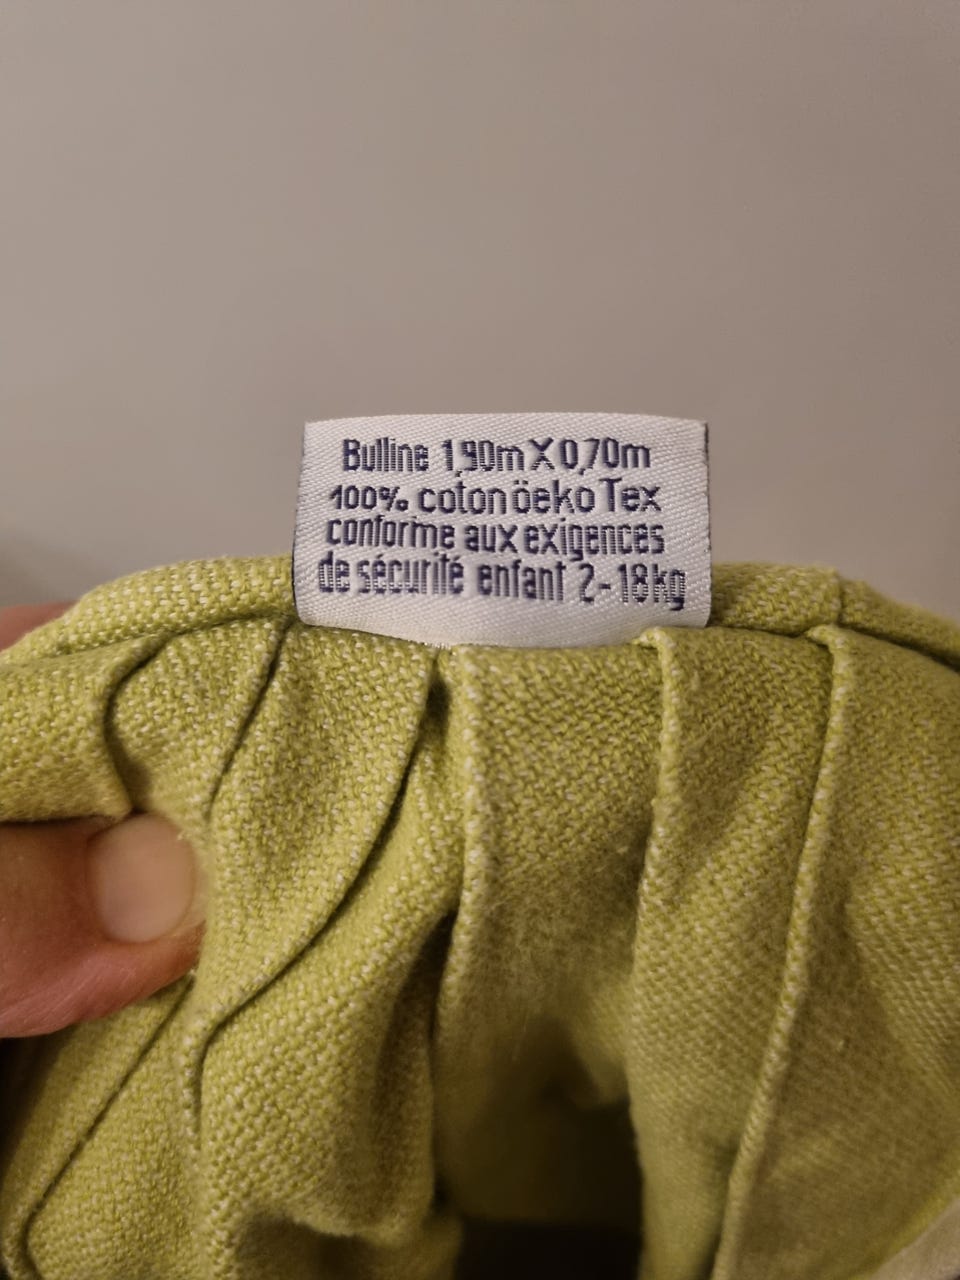 Bulline 1,90m X 0,70m
100% coton öeko Tex
conforme aux exigences
de sécurité enfant 2-18kg